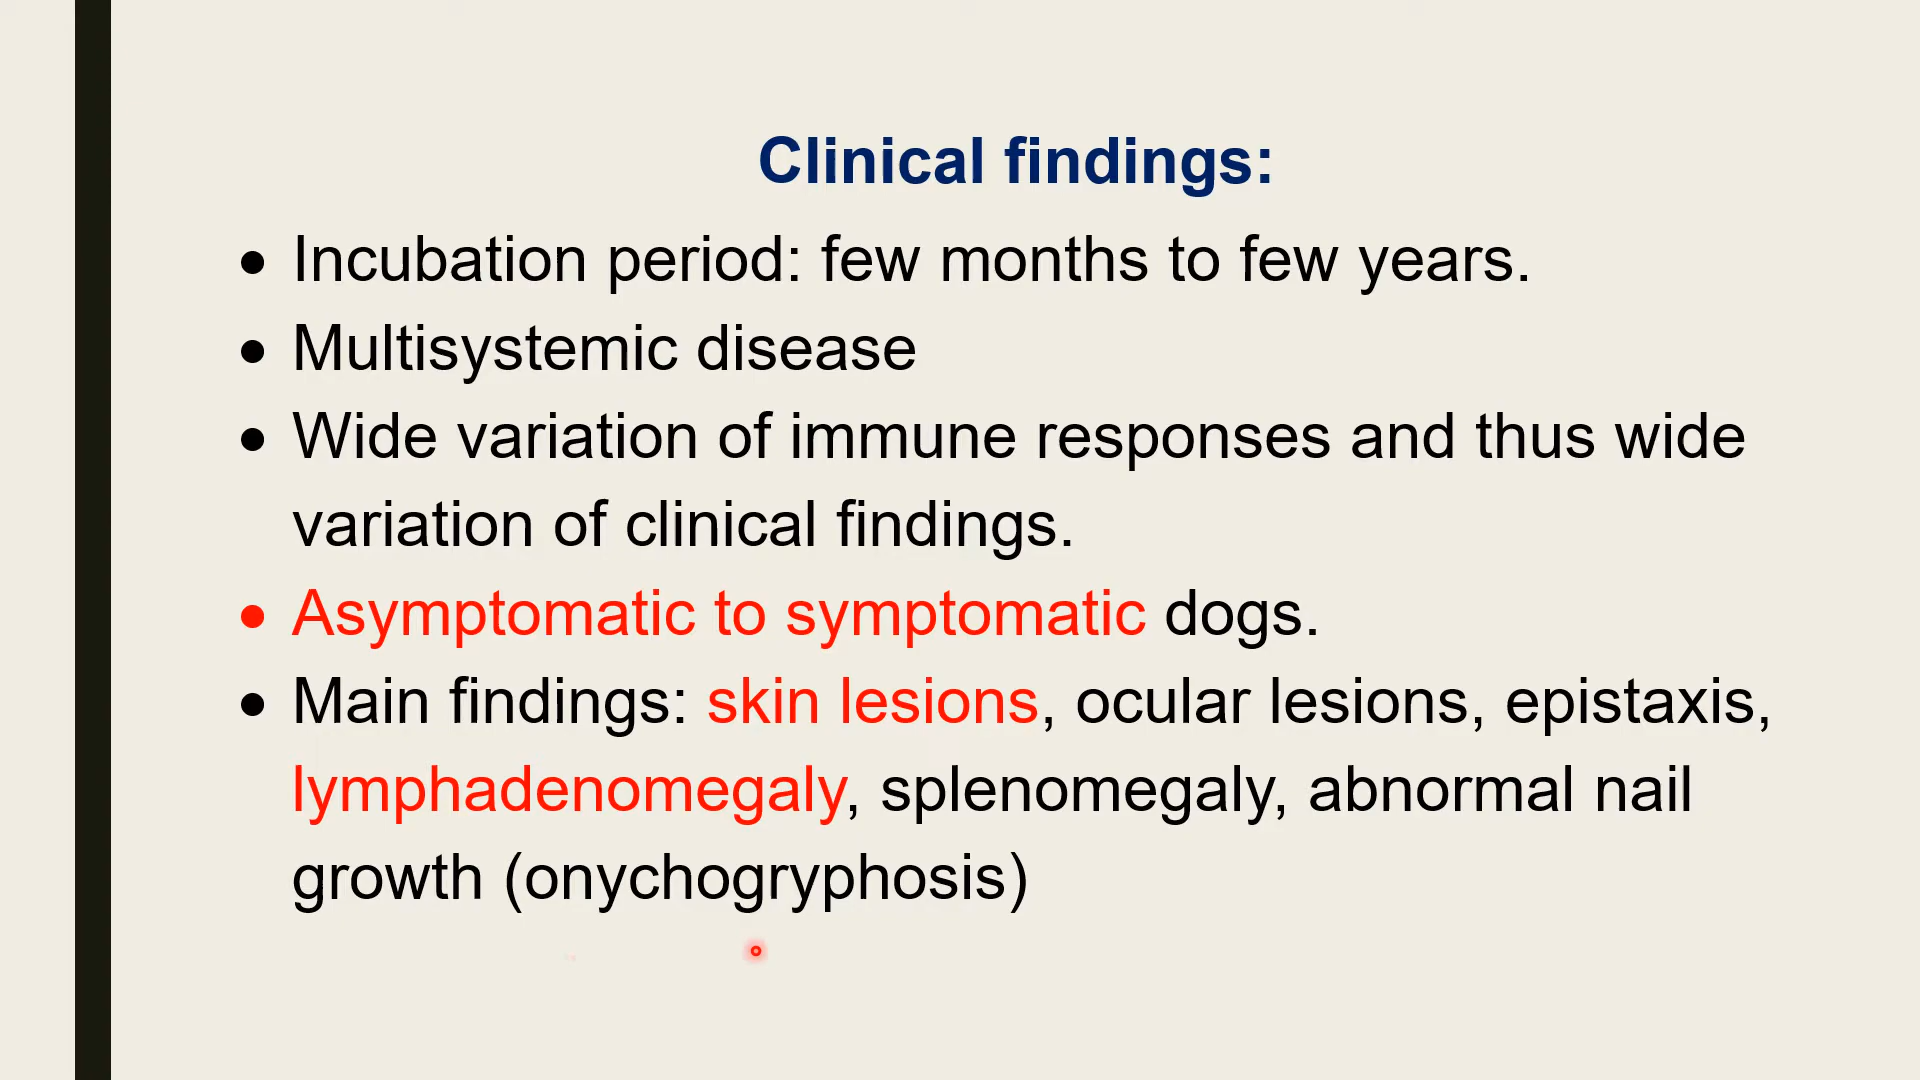 Clinical findings:
• Incubation period: few months to few years.
• Multisystemic disease
• Wide variation of immune responses and thus wide
variation of clinical findings.
• Asymptomatic to symptomatic dogs.
• Main findings: skin lesions, ocular lesions, epistaxis,
lymphadenomegaly, splenomegaly, abnormal nail
growth (onychogryphosis)